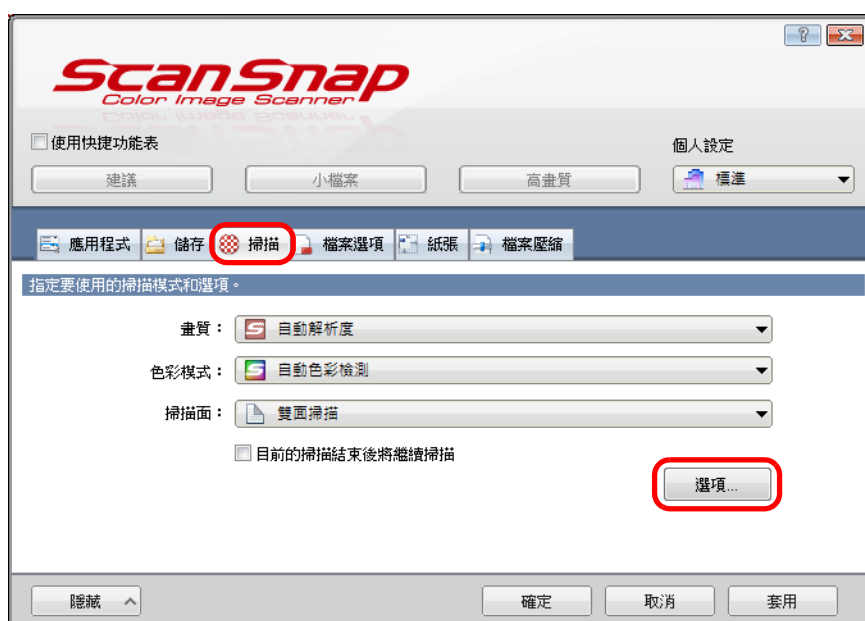 ScanSnap
Color Image Scanner
使用快捷功能表
個人設定
建議 小檔案 高畫質 標準
應用程式 儲存 掃描 檔案選項 紙張 檔案壓縮
指定要使用的掃描模式和選項。
畫質： 自動解析度
色彩模式： 自動色彩檢測
掃描面： 雙面掃描
目前的掃描結束後將繼續掃描
選項...
隱藏 確定 取消 套用